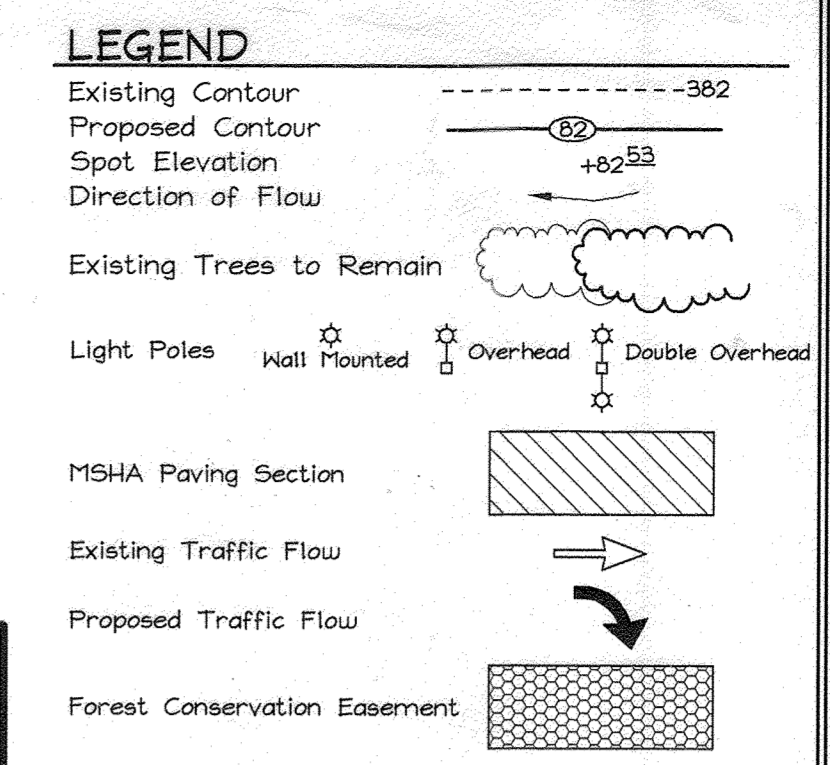 LEGEND
Existing Contour 382
Proposed Contour 82
Spot Elevation +82 53
Direction of Flow
Existing Trees to Remain
Light Poles Wall Mounted Overhead Double Overhead
MSHA Paving Section
Existing Traffic Flow
Proposed Traffic Flow
Forest Conservation Easement